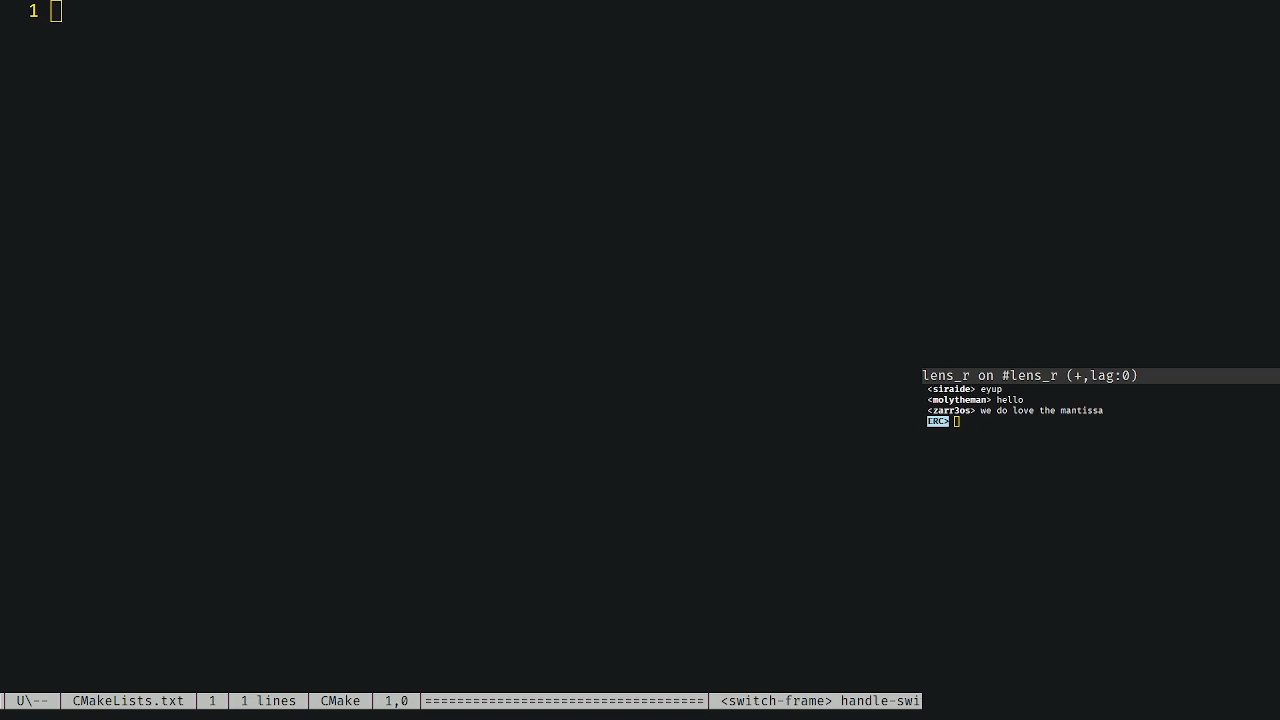 1
lens_r on #lens_r (+,lag:0)
<siraide> eyup
<molytheman> hello
<zarr3os> we do love the mantissa
ERC>
U\-- CMakeLists.txt 1 1 lines CMake 1,0 =================================== <switch-frame> handle-swi